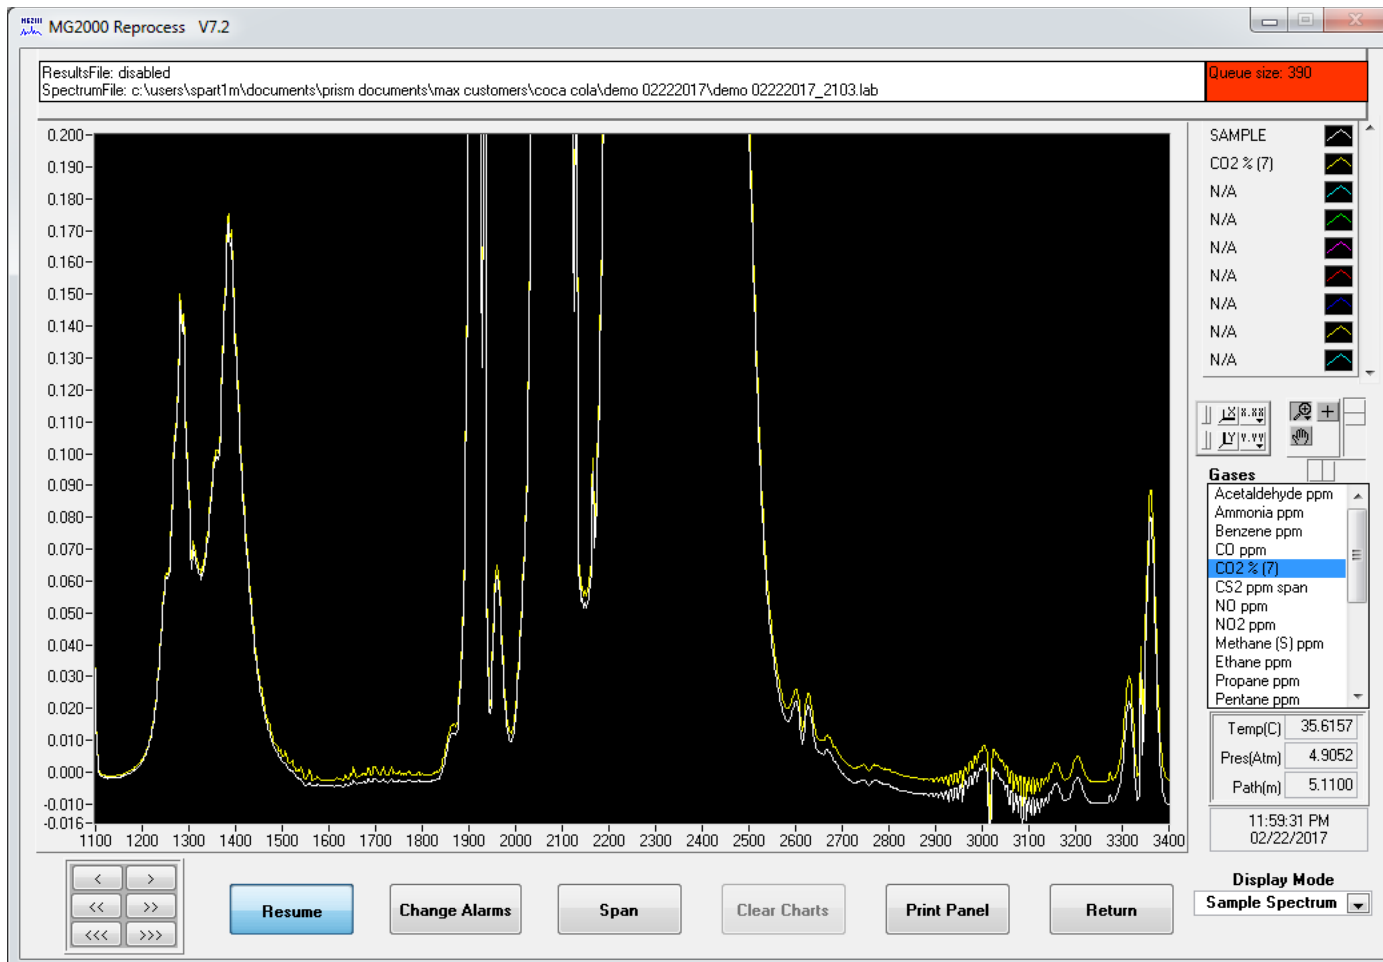 MG2000 Reprocess V7.2
ResultsFile: disabled
SpectrumFile: c:\users\spart1m\documents\prism documents\max customers\coca cola\demo 02222017\demo 02222017_2103.lab
Queue size: 390
0.200
0.190
0.180
0.170
0.160
0.150
0.140
0.130
0.120
0.110
0.100
0.090
0.080
0.070
0.060
0.050
0.040
0.030
0.020
0.010
0.000
-0.010
-0.016
1100 1200 1300 1400 1500 1600 1700 1800 1900 2000 2100 2200 2300 2400 2500 2600 2700 2800 2900 3000 3100 3200 3300 3400
SAMPLE
CO2 % (7)
N/A
N/A
N/A
N/A
N/A
N/A
N/A
X x.xx
Y y.yy
Gases
Acetaldehyde ppm
Ammonia ppm
Benzene ppm
CO ppm
CO2 % (7)
CS2 ppm span
NO ppm
NO2 ppm
Methane (S) ppm
Ethane ppm
Propane ppm
Pentane ppm
Temp(C) 35.6157
Pres(Atm) 4.9052
Path(m) 5.1100
11:59:31 PM
02/22/2017
Display Mode
Sample Spectrum
< >
<< >>
<<< >>>
Resume
Change Alarms
Span
Clear Charts
Print Panel
Return